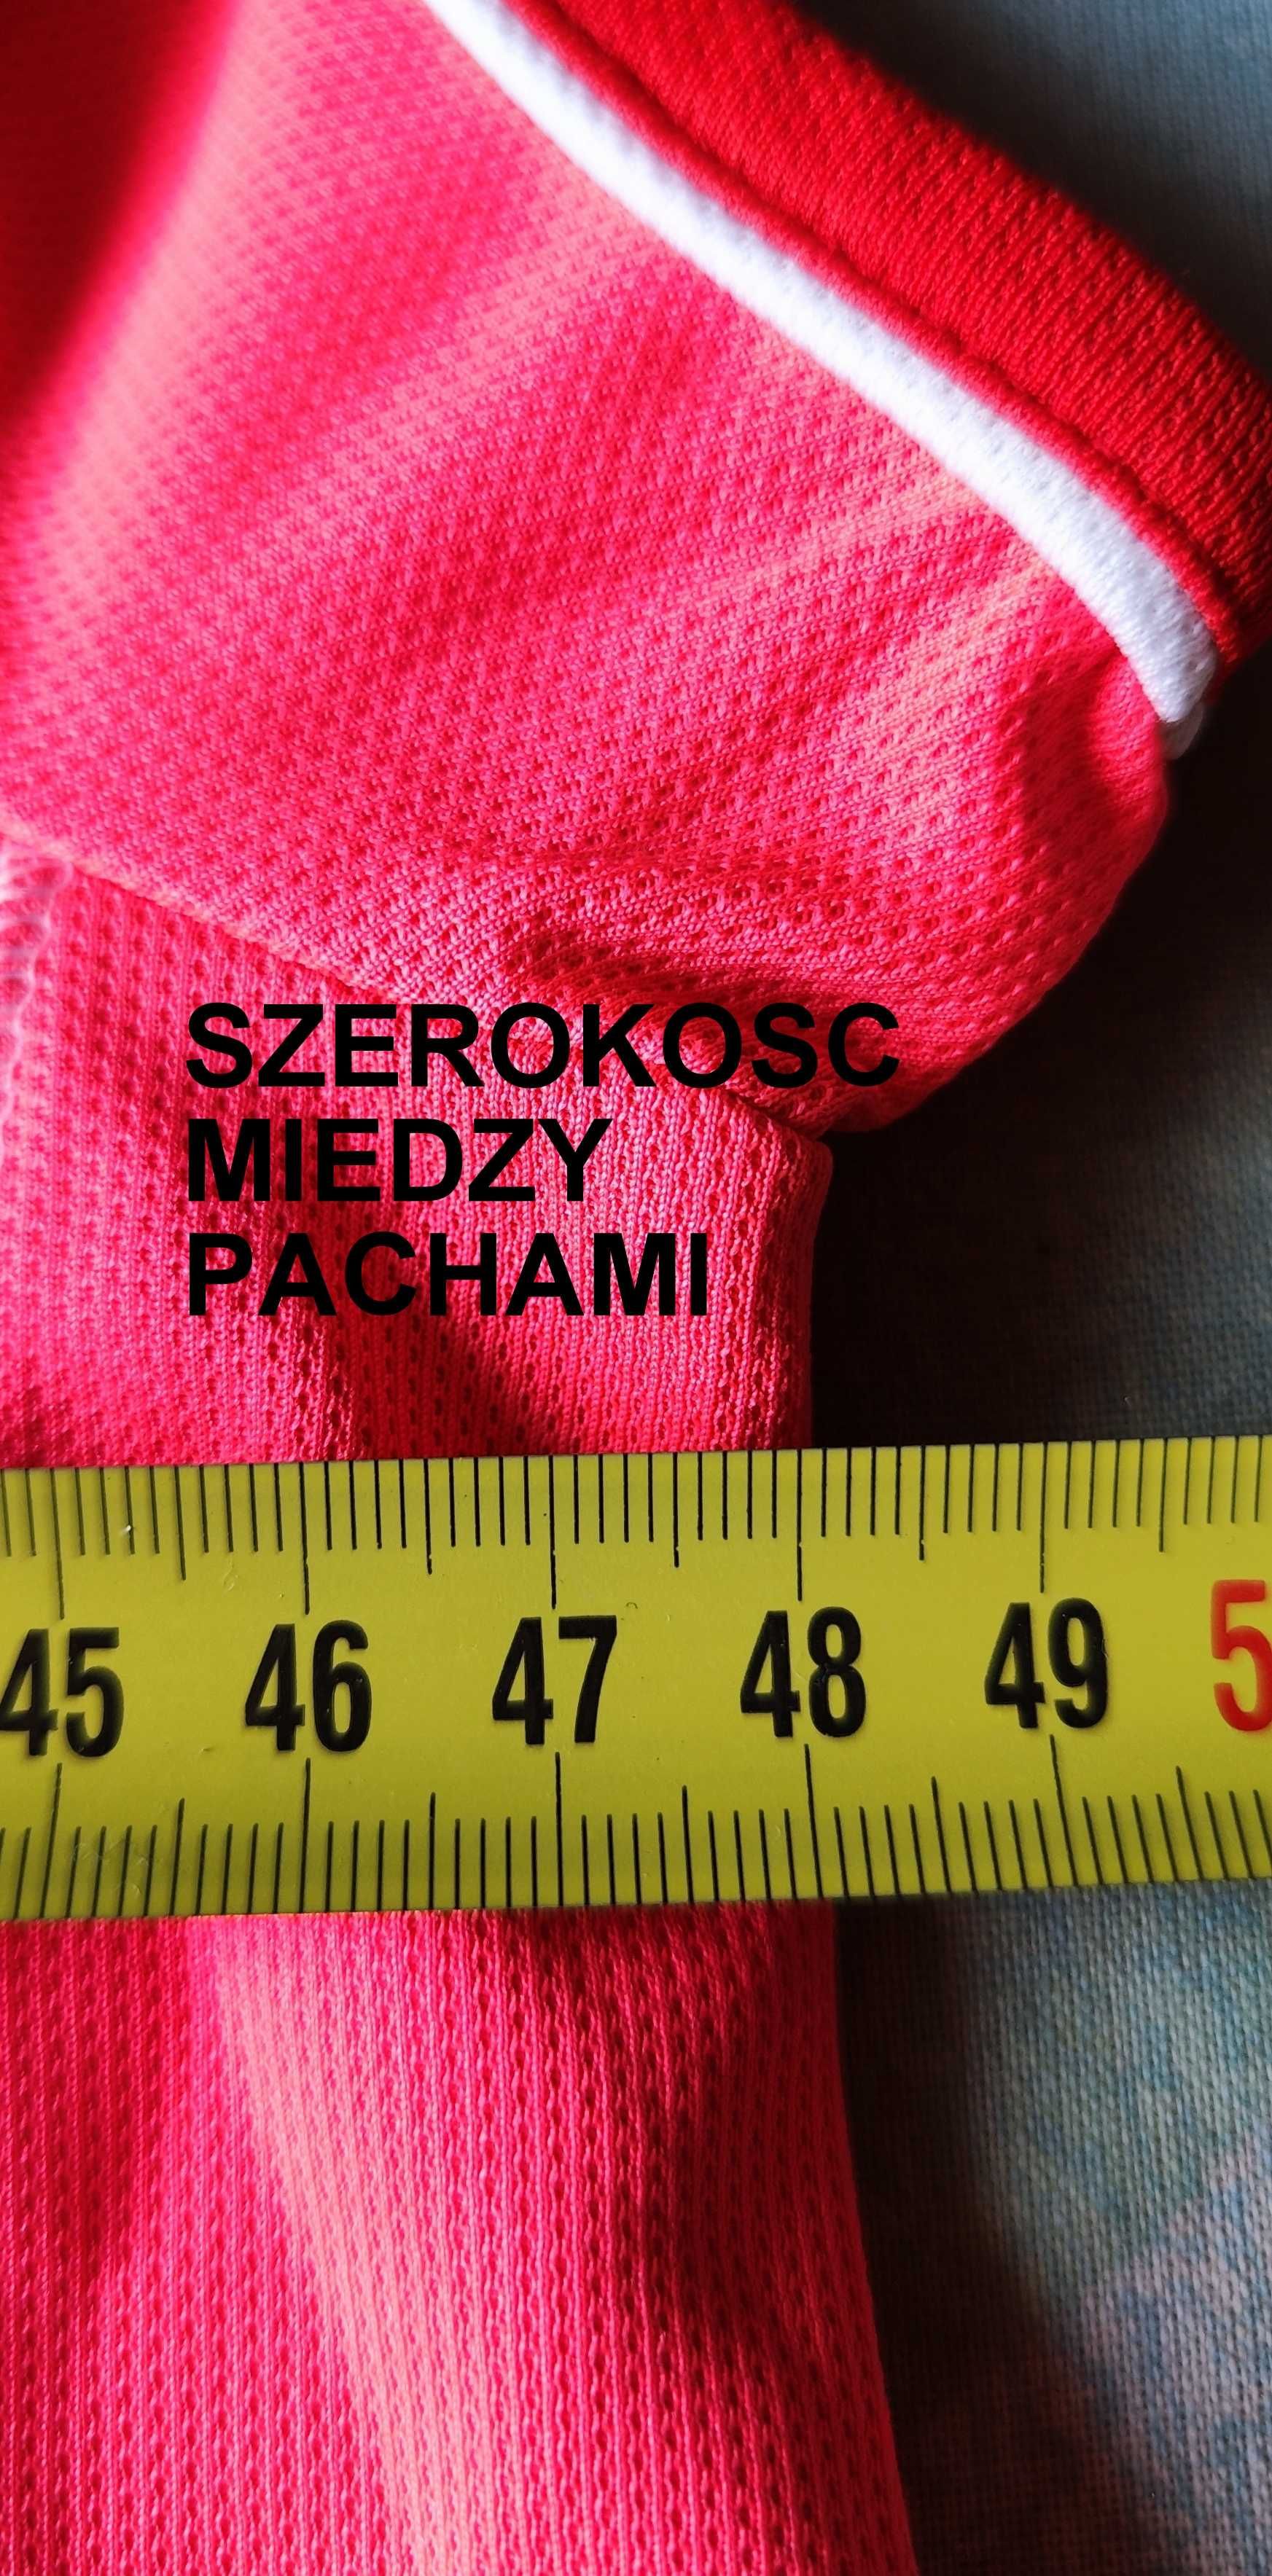 SZEROKOSC
MIEDZY
PACHAMI
45 46 47 48 49 5